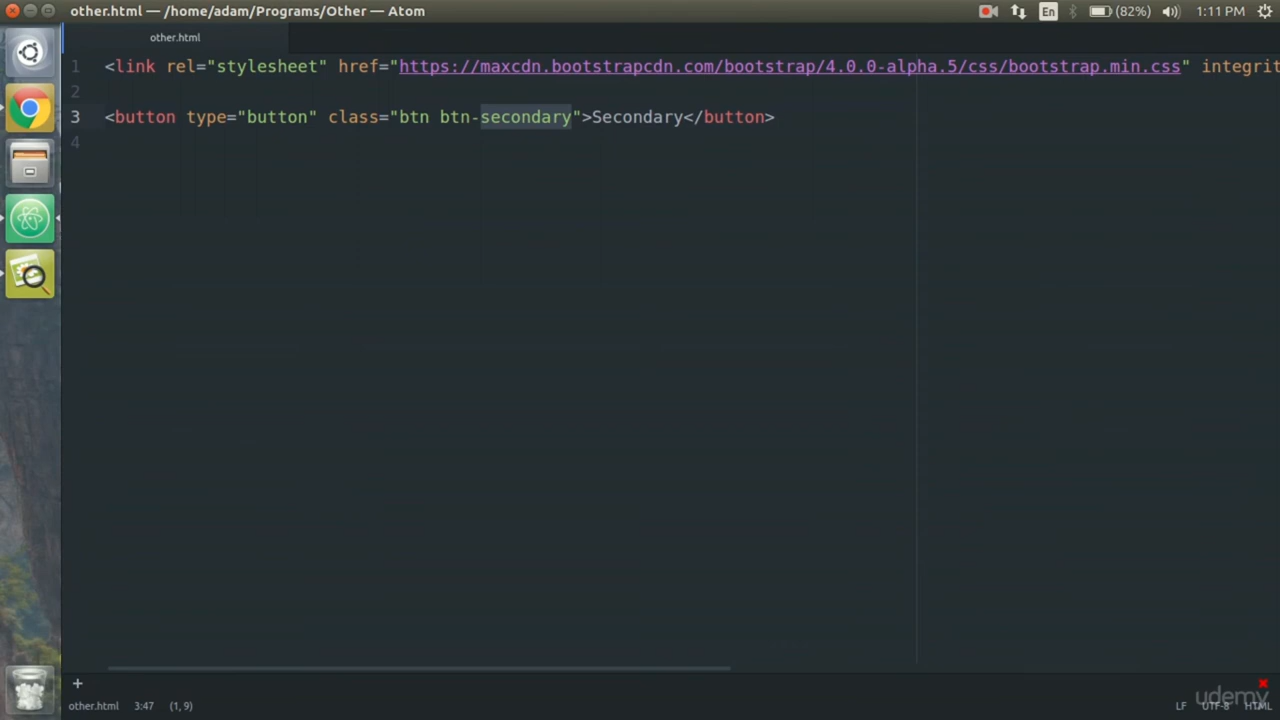 other.html — /home/adam/Programs/Other — Atom
En
(82%)
1:11 PM
other.html
1 <link rel="stylesheet" href="https://maxcdn.bootstrapcdn.com/bootstrap/4.0.0-alpha.5/css/bootstrap.min.css" integrit
2
3 <button type="button" class="btn btn-secondary">Secondary</button>
4
+
other.html 3:47 (1, 9)
LF UTF-8 HTML
udemy